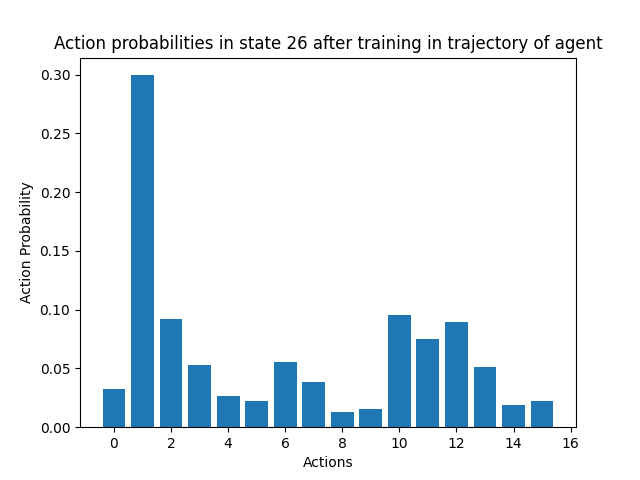 Action probabilities in state 26 after training in trajectory of agent
0.30
0.25
0.20
0.15
0.10
0.05
0.00
Action Probability
0 2 4 6 8 10 12 14 16
Actions